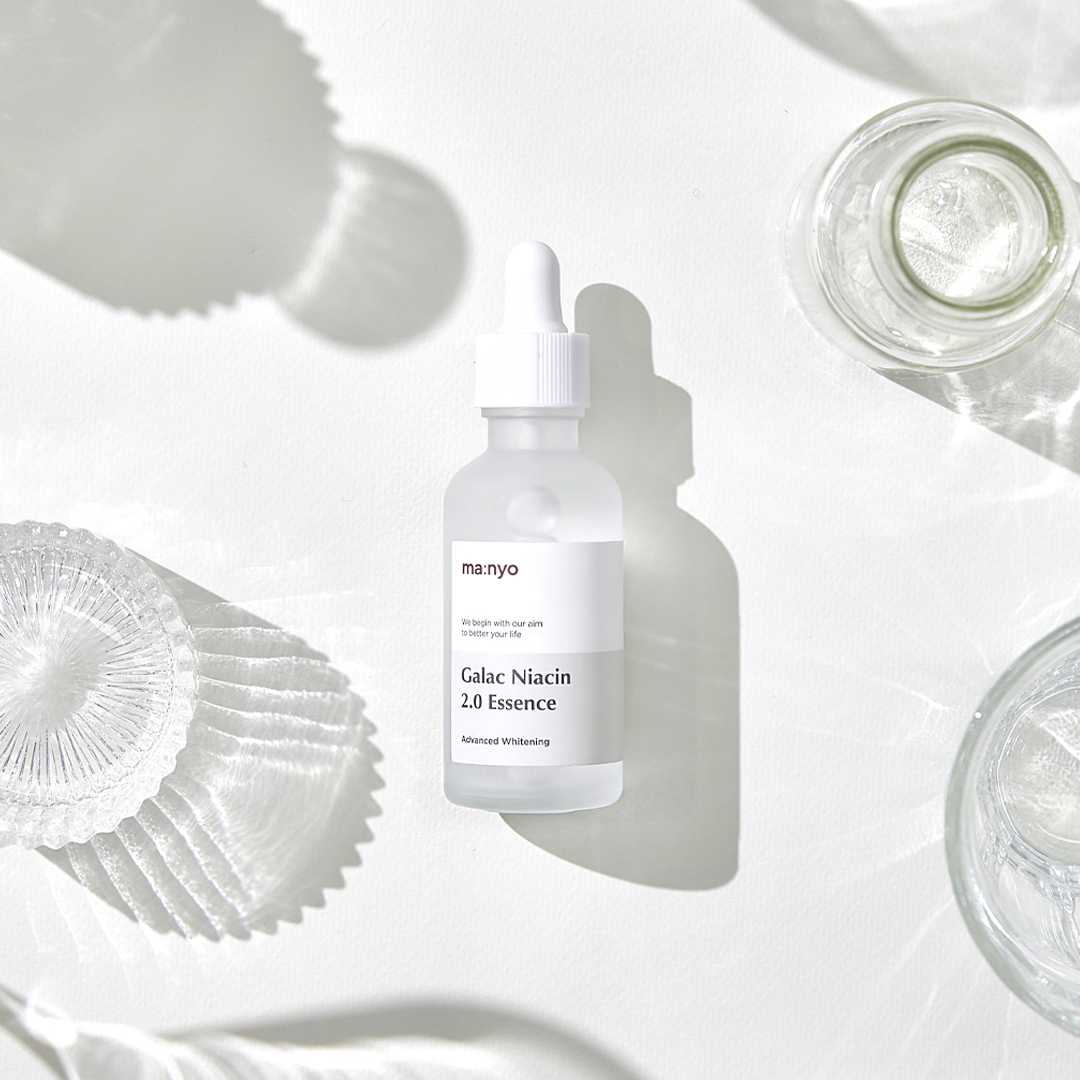 ma:nyo
We begin with our aim
to better your life
Galac Niacin
2.0 Essence
Advanced Whitening